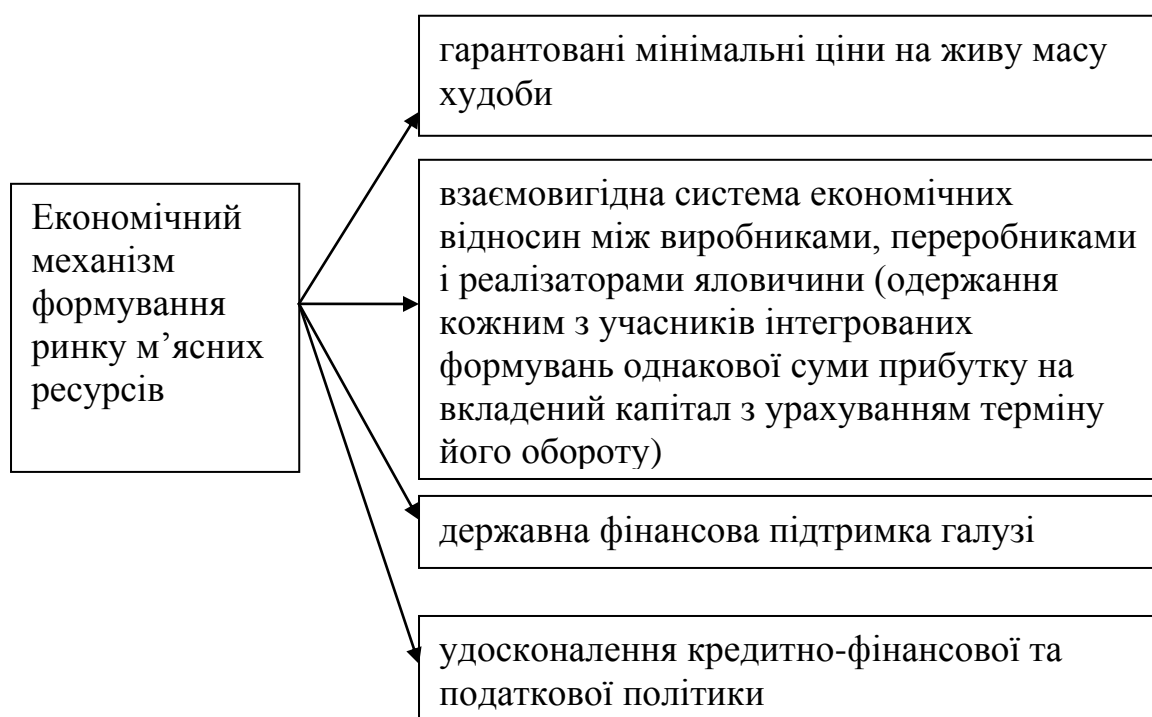 гарантовані мінімальні ціни на живу масу
худоби
Економічний
механізм
формування
ринку м’ясних
ресурсів
взаємовигідна система економічних
відносин між виробниками, переробниками
і реалізаторами яловичини (одержання
кожним з учасників інтегрованих
формувань однакової суми прибутку на
вкладений капітал з урахуванням терміну
його обороту)
державна фінансова підтримка галузі
удосконалення кредитно-фінансової та
податкової політики